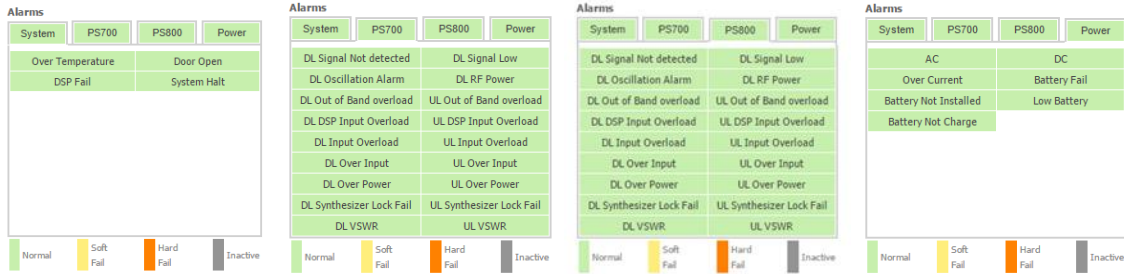 Alarms
System PS700 PS800 Power
Over Temperature Door Open
DSP Fail System Halt
Normal Soft Fail Hard Fail Inactive
Alarms
System PS700 PS800 Power
DL Signal Not detected DL Signal Low
DL Oscillation Alarm DL RF Power
DL Out of Band overload UL Out of Band overload
DL DSP Input Overload UL DSP Input Overload
DL Input Overload UL Input Overload
DL Over Input UL Over Input
DL Over Power UL Over Power
DL Synthesizer Lock Fail UL Synthesizer Lock Fail
DL VSWR UL VSWR
Normal Soft Fail Hard Fail Inactive
Alarms
System PS700 PS800 Power
DL Signal Not detected DL Signal Low
DL Oscillation Alarm DL RF Power
DL Out of Band overload UL Out of Band overload
DL DSP Input Overload UL DSP Input Overload
DL Input Overload UL Input Overload
DL Over Input UL Over Input
DL Over Power UL Over Power
DL Synthesizer Lock Fail UL Synthesizer Lock Fail
DL VSWR UL VSWR
Normal Soft Fail Hard Fail Inactive
Alarms
System PS700 PS800 Power
AC DC
Over Current Battery Fail
Battery Not Installed Low Battery
Battery Not Charge
Normal Soft Fail Hard Fail Inactive